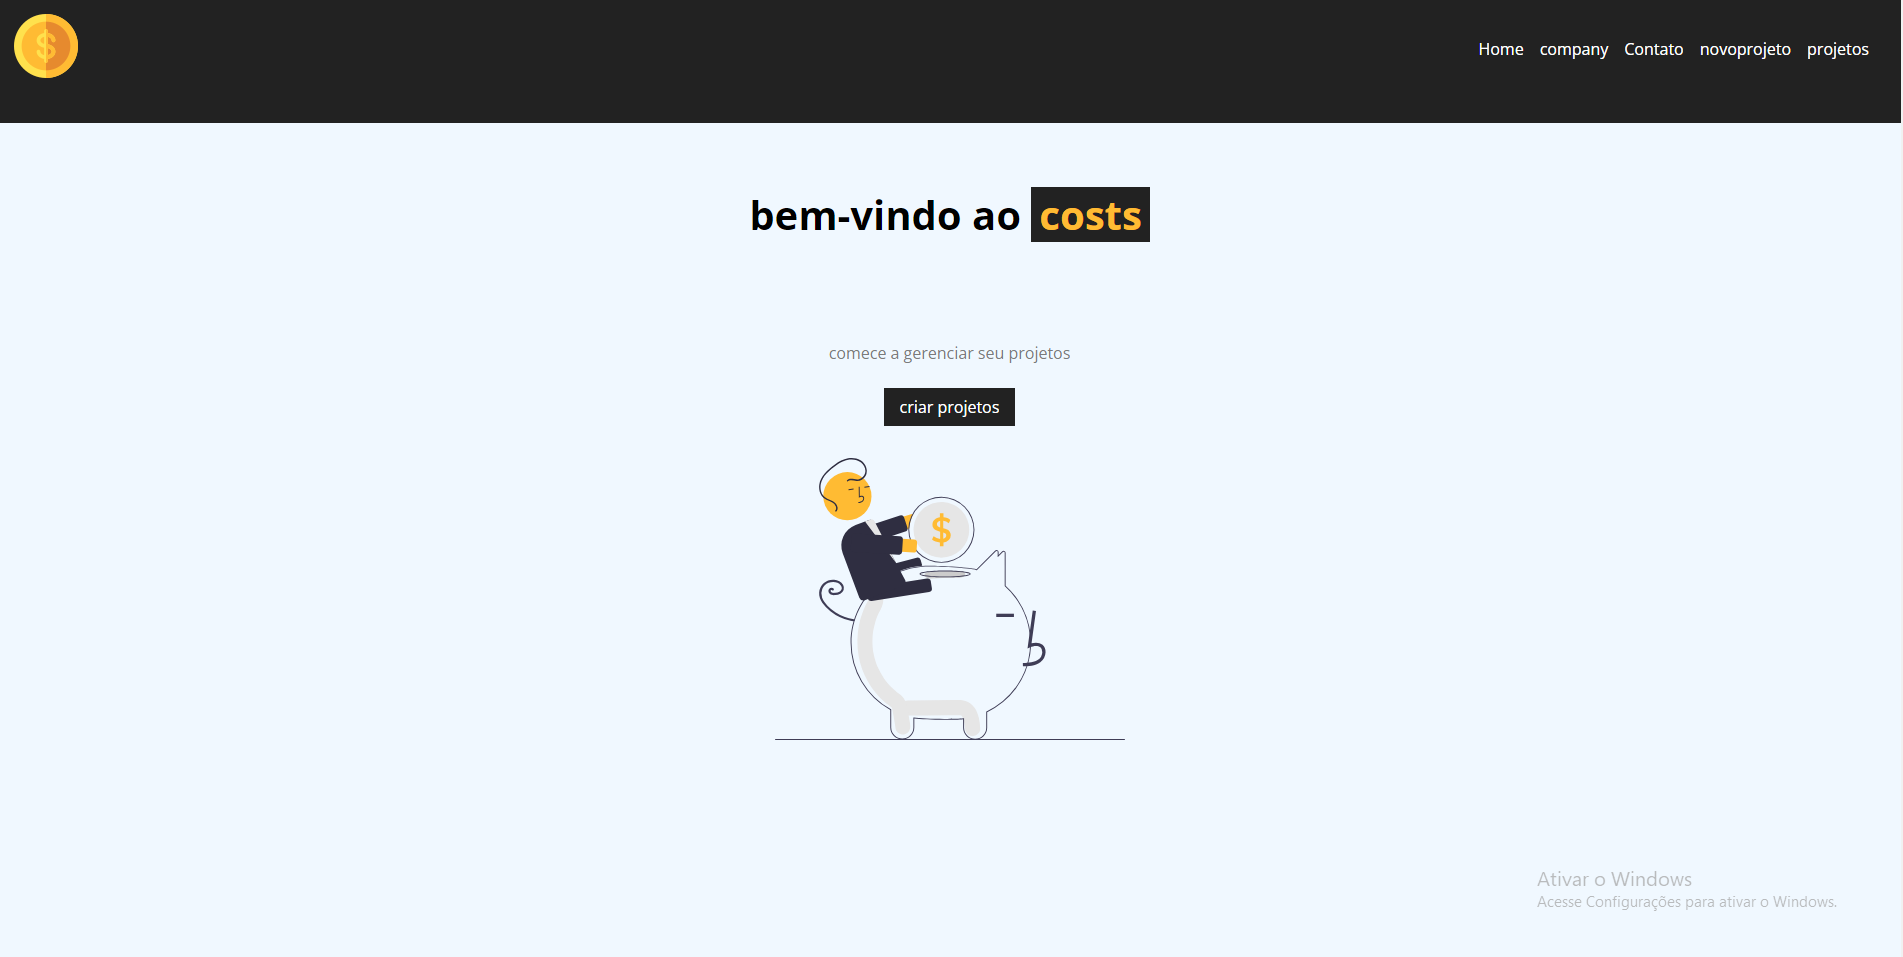 $
Home company Contato novoprojeto projetos
bem-vindo ao costs
comece a gerenciar seu projetos
criar projetos
$
Ativar o Windows
Acesse Configurações para ativar o Windows.